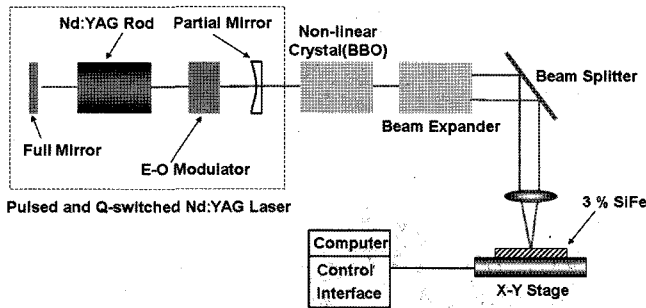 Nd:YAG Rod
Partial Mirror
Non-linear
Crystal(BBO)
Beam Splitter
Full Mirror
E-O Modulator
Beam Expander
Pulsed and Q-switched Nd:YAG Laser
3 % SiFe
Computer
Control
Interface
X-Y Stage